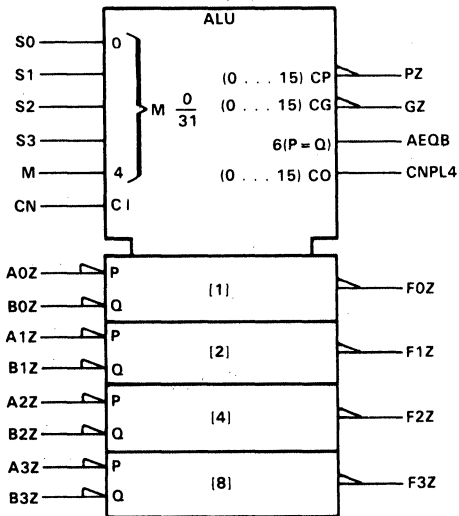 ALU
S0 0
S1 (0 . . . 15) CP PZ
S2 M 0/31 (0 . . . 15) CG GZ
S3 6(P = Q) AEQB
M 4 (0 . . . 15) CO CNPL4
CN CI
A0Z P
[1] F0Z
B0Z Q
A1Z P
[2] F1Z
B1Z Q
A2Z P
[4] F2Z
B2Z Q
A3Z P
[8] F3Z
B3Z Q